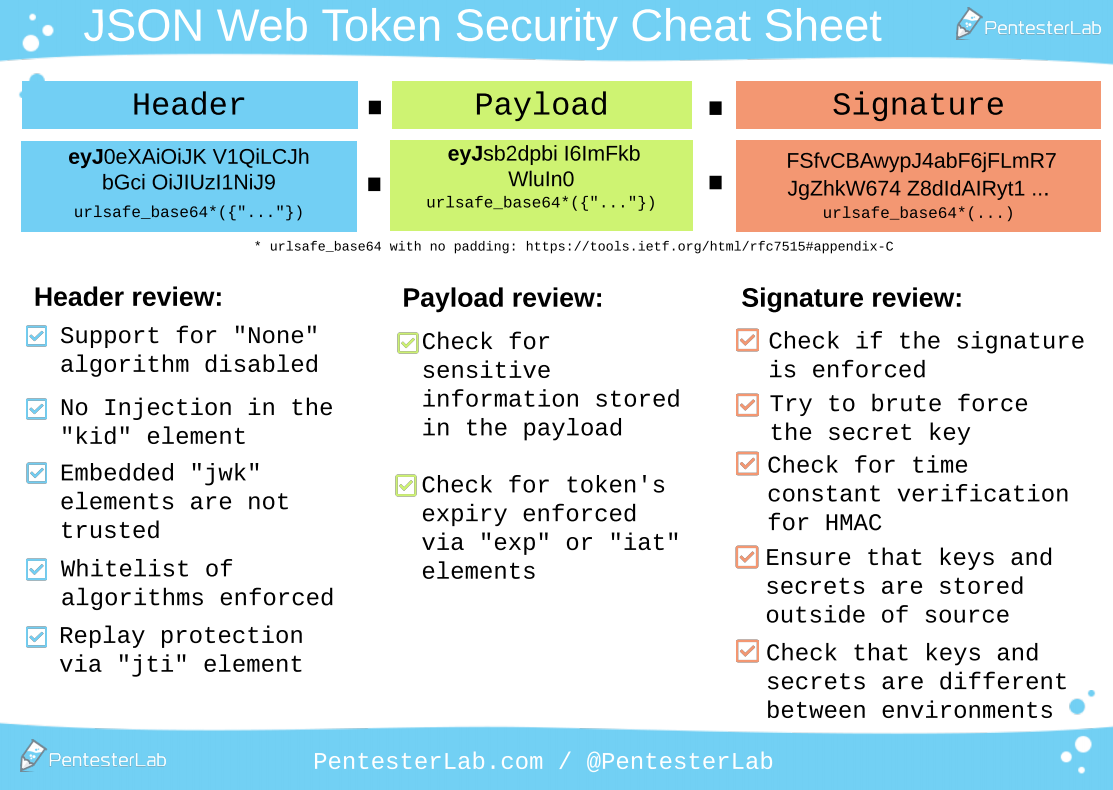 JSON Web Token Security Cheat Sheet
PentesterLab
Header
Payload
Signature
eyJ0eXAiOiJK V1QiLCJh
bGci OiJIUzI1NiJ9
urlsafe_base64*({"..."})
eyJsb2dpbi I6ImFkb
WluIn0
urlsafe_base64*({"..."})
FSfvCBAwypJ4abF6jFLmR7
JgZhkW674 Z8dIdAIRyt1 ...
urlsafe_base64*(...)
* urlsafe_base64 with no padding: https://tools.ietf.org/html/rfc7515#appendix-C
Header review:
Support for "None"
algorithm disabled
No Injection in the
"kid" element
Embedded "jwk"
elements are not
trusted
Whitelist of
algorithms enforced
Replay protection
via "jti" element
Payload review:
Check for
sensitive
information stored
in the payload
Check for token's
expiry enforced
via "exp" or "iat"
elements
Signature review:
Check if the signature
is enforced
Try to brute force
the secret key
Check for time
constant verification
for HMAC
Ensure that keys and
secrets are stored
outside of source
Check that keys and
secrets are different
between environments
PentesterLab
PentesterLab.com / @PentesterLab